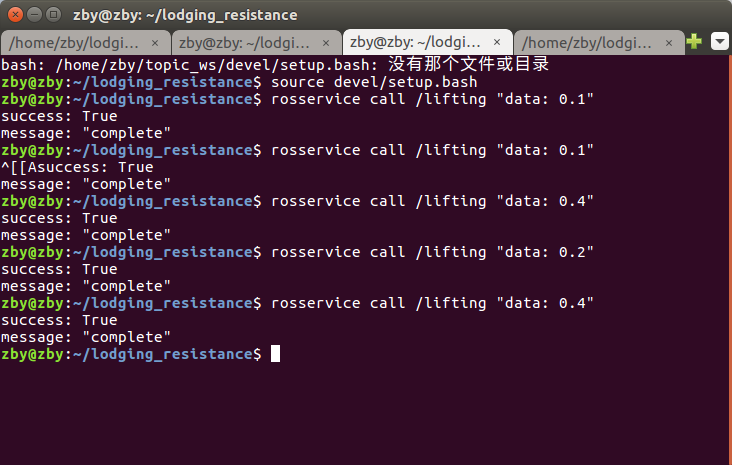 zby@zby: ~/lodging_resistance
/home/zby/lodgi... × zby@zby: ~/lodgi... × zby@zby: ~/lodgi... × /home/zby/lodgi... ×
bash: /home/zby/topic_ws/devel/setup.bash: 没有那个文件或目录
zby@zby:~/lodging_resistance$ source devel/setup.bash
zby@zby:~/lodging_resistance$ rosservice call /lifting "data: 0.1"
success: True
message: "complete"
zby@zby:~/lodging_resistance$ rosservice call /lifting "data: 0.1"
^[[Asuccess: True
message: "complete"
zby@zby:~/lodging_resistance$ rosservice call /lifting "data: 0.4"
success: True
message: "complete"
zby@zby:~/lodging_resistance$ rosservice call /lifting "data: 0.2"
success: True
message: "complete"
zby@zby:~/lodging_resistance$ rosservice call /lifting "data: 0.4"
success: True
message: "complete"
zby@zby:~/lodging_resistance$